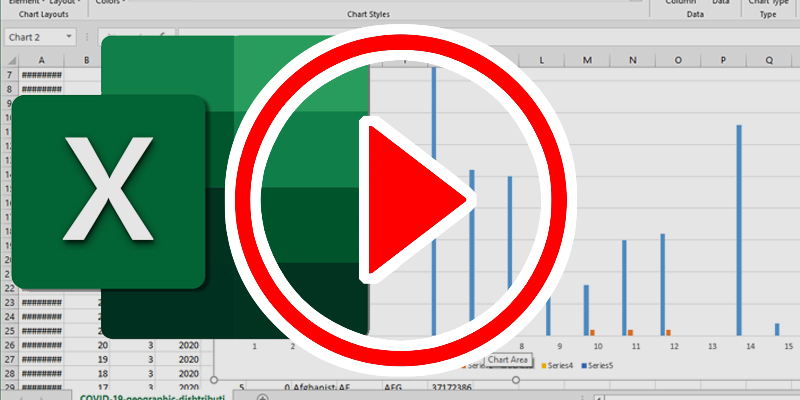 Element Layout Colors Column Data Chart Type
Chart Layouts Chart Styles Data Type
Chart 2
A B L M N O P Q
7 ########
8 ########
9
X
23 ########
24 ########
25 ######## 2020
26 20 3 2020
27 19 3 2020
28 18 3 2020
29 17 3 2020 5 0 Afghanist AF AFG 37172386
1 2 8 9 10 11 12 13 14 15
Chart Area
Series4 Series5
COVID-19-geographic-dishtributi